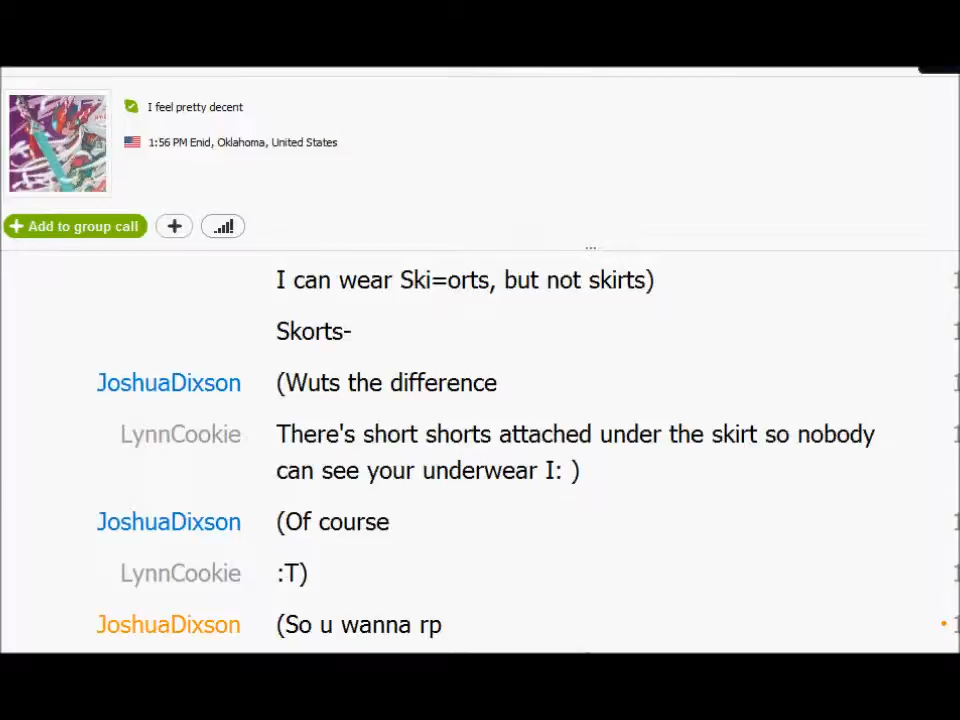 I feel pretty decent
1:56 PM Enid, Oklahoma, United States
Add to group call
...
I can wear Ski=orts, but not skirts)
Skorts-
JoshuaDixson (Wuts the difference
LynnCookie There's short shorts attached under the skirt so nobody
can see your underwear I: )
JoshuaDixson (Of course
LynnCookie :T)
JoshuaDixson (So u wanna rp